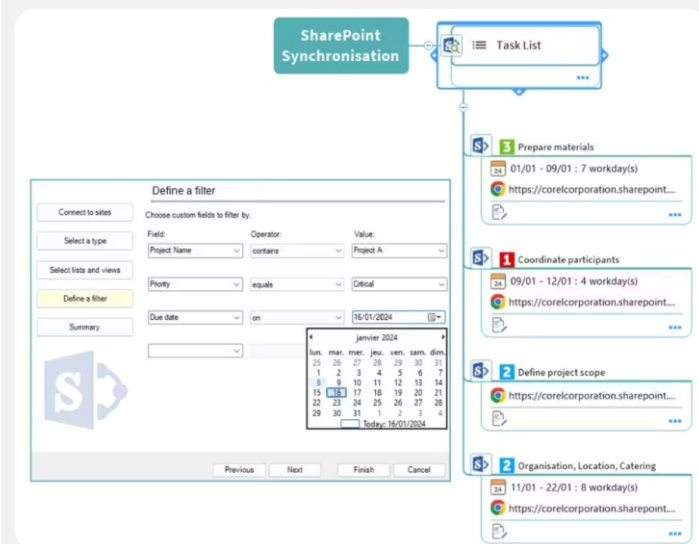 SharePoint
Synchronisation
Task List
3 Prepare materials
24 01/01 - 09/01 : 7 workday(s)
https://corelcorporation.sharepoint....
1 Coordinate participants
24 09/01 - 12/01 : 4 workday(s)
https://corelcorporation.sharepoint....
2 Define project scope
https://corelcorporation.sharepoint....
2 Organisation, Location, Catering
24 11/01 - 22/01 : 8 workday(s)
https://corelcorporation.sharepoint....
Define a filter
Connect to sites
Select a type
Select lists and views
Define a filter
Summary
Choose custom fields to filter by.
Field: Operator: Value:
Project Name contains Project A
Priority equals Critical
Due date on 16/01/2024
janvier 2024
lun. mar. mer. jeu. ven. sam. dim.
25 26 27 28 29 30 31
1 2 3 4 5 6 7
8 9 10 11 12 13 14
15 16 17 18 19 20 21
22 23 24 25 26 27 28
29 30 31 1 2 3 4
Today: 16/01/2024
Previous Next Finish Cancel
S